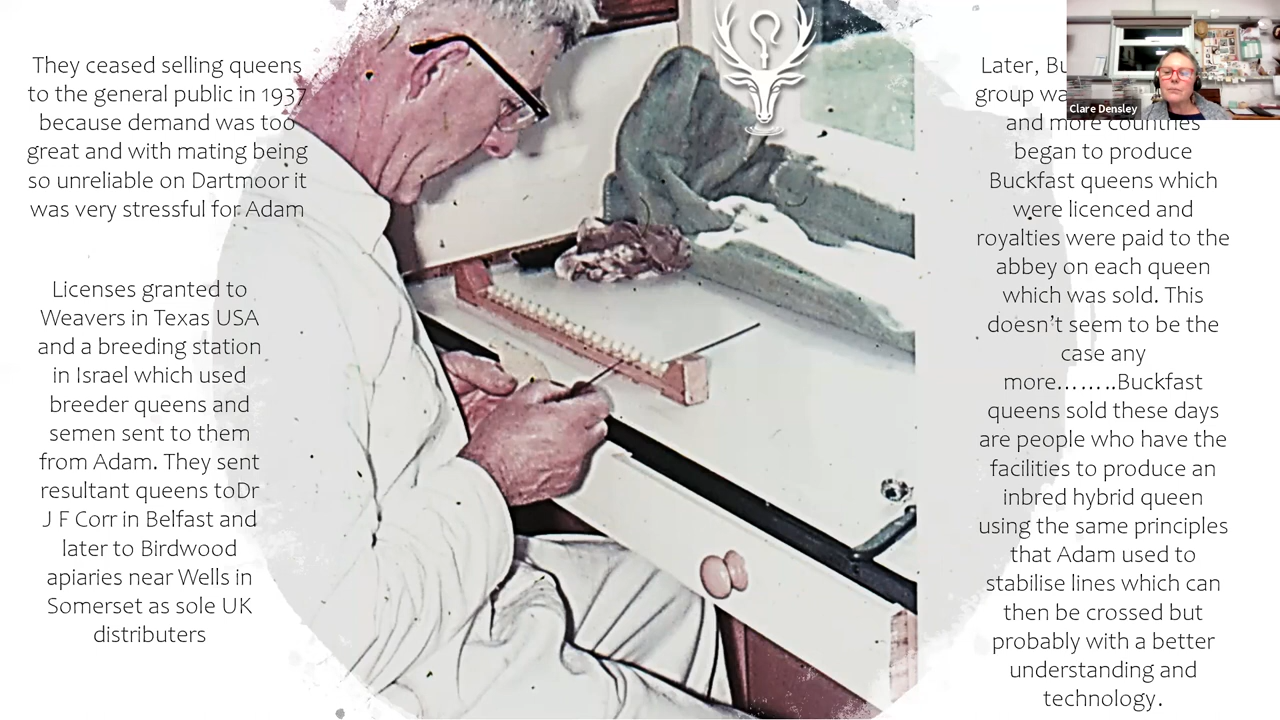 They ceased selling queens
to the general public in 1937
because demand was too
great and with mating being
so unreliable on Dartmoor it
was very stressful for Adam
Licenses granted to
Weavers in Texas USA
and a breeding station
in Israel which used
breeder queens and
semen sent to them
from Adam. They sent
resultant queens toDr
J F Corr in Belfast and
later to Birdwood
apiaries near Wells in
Somerset as sole UK
distributers
Later,
group
and more countries
began to produce
Buckfast queens which
were licenced and
royalties were paid to the
abbey on each queen
which was sold. This
doesn't seem to be the
case any
more........Buckfast
queens sold these days
are people who have the
facilities to produce an
inbred hybrid queen
using the same principles
that Adam used to
stabilise lines which can
then be crossed but
probably with a better
understanding and
technology.
Clare Densley